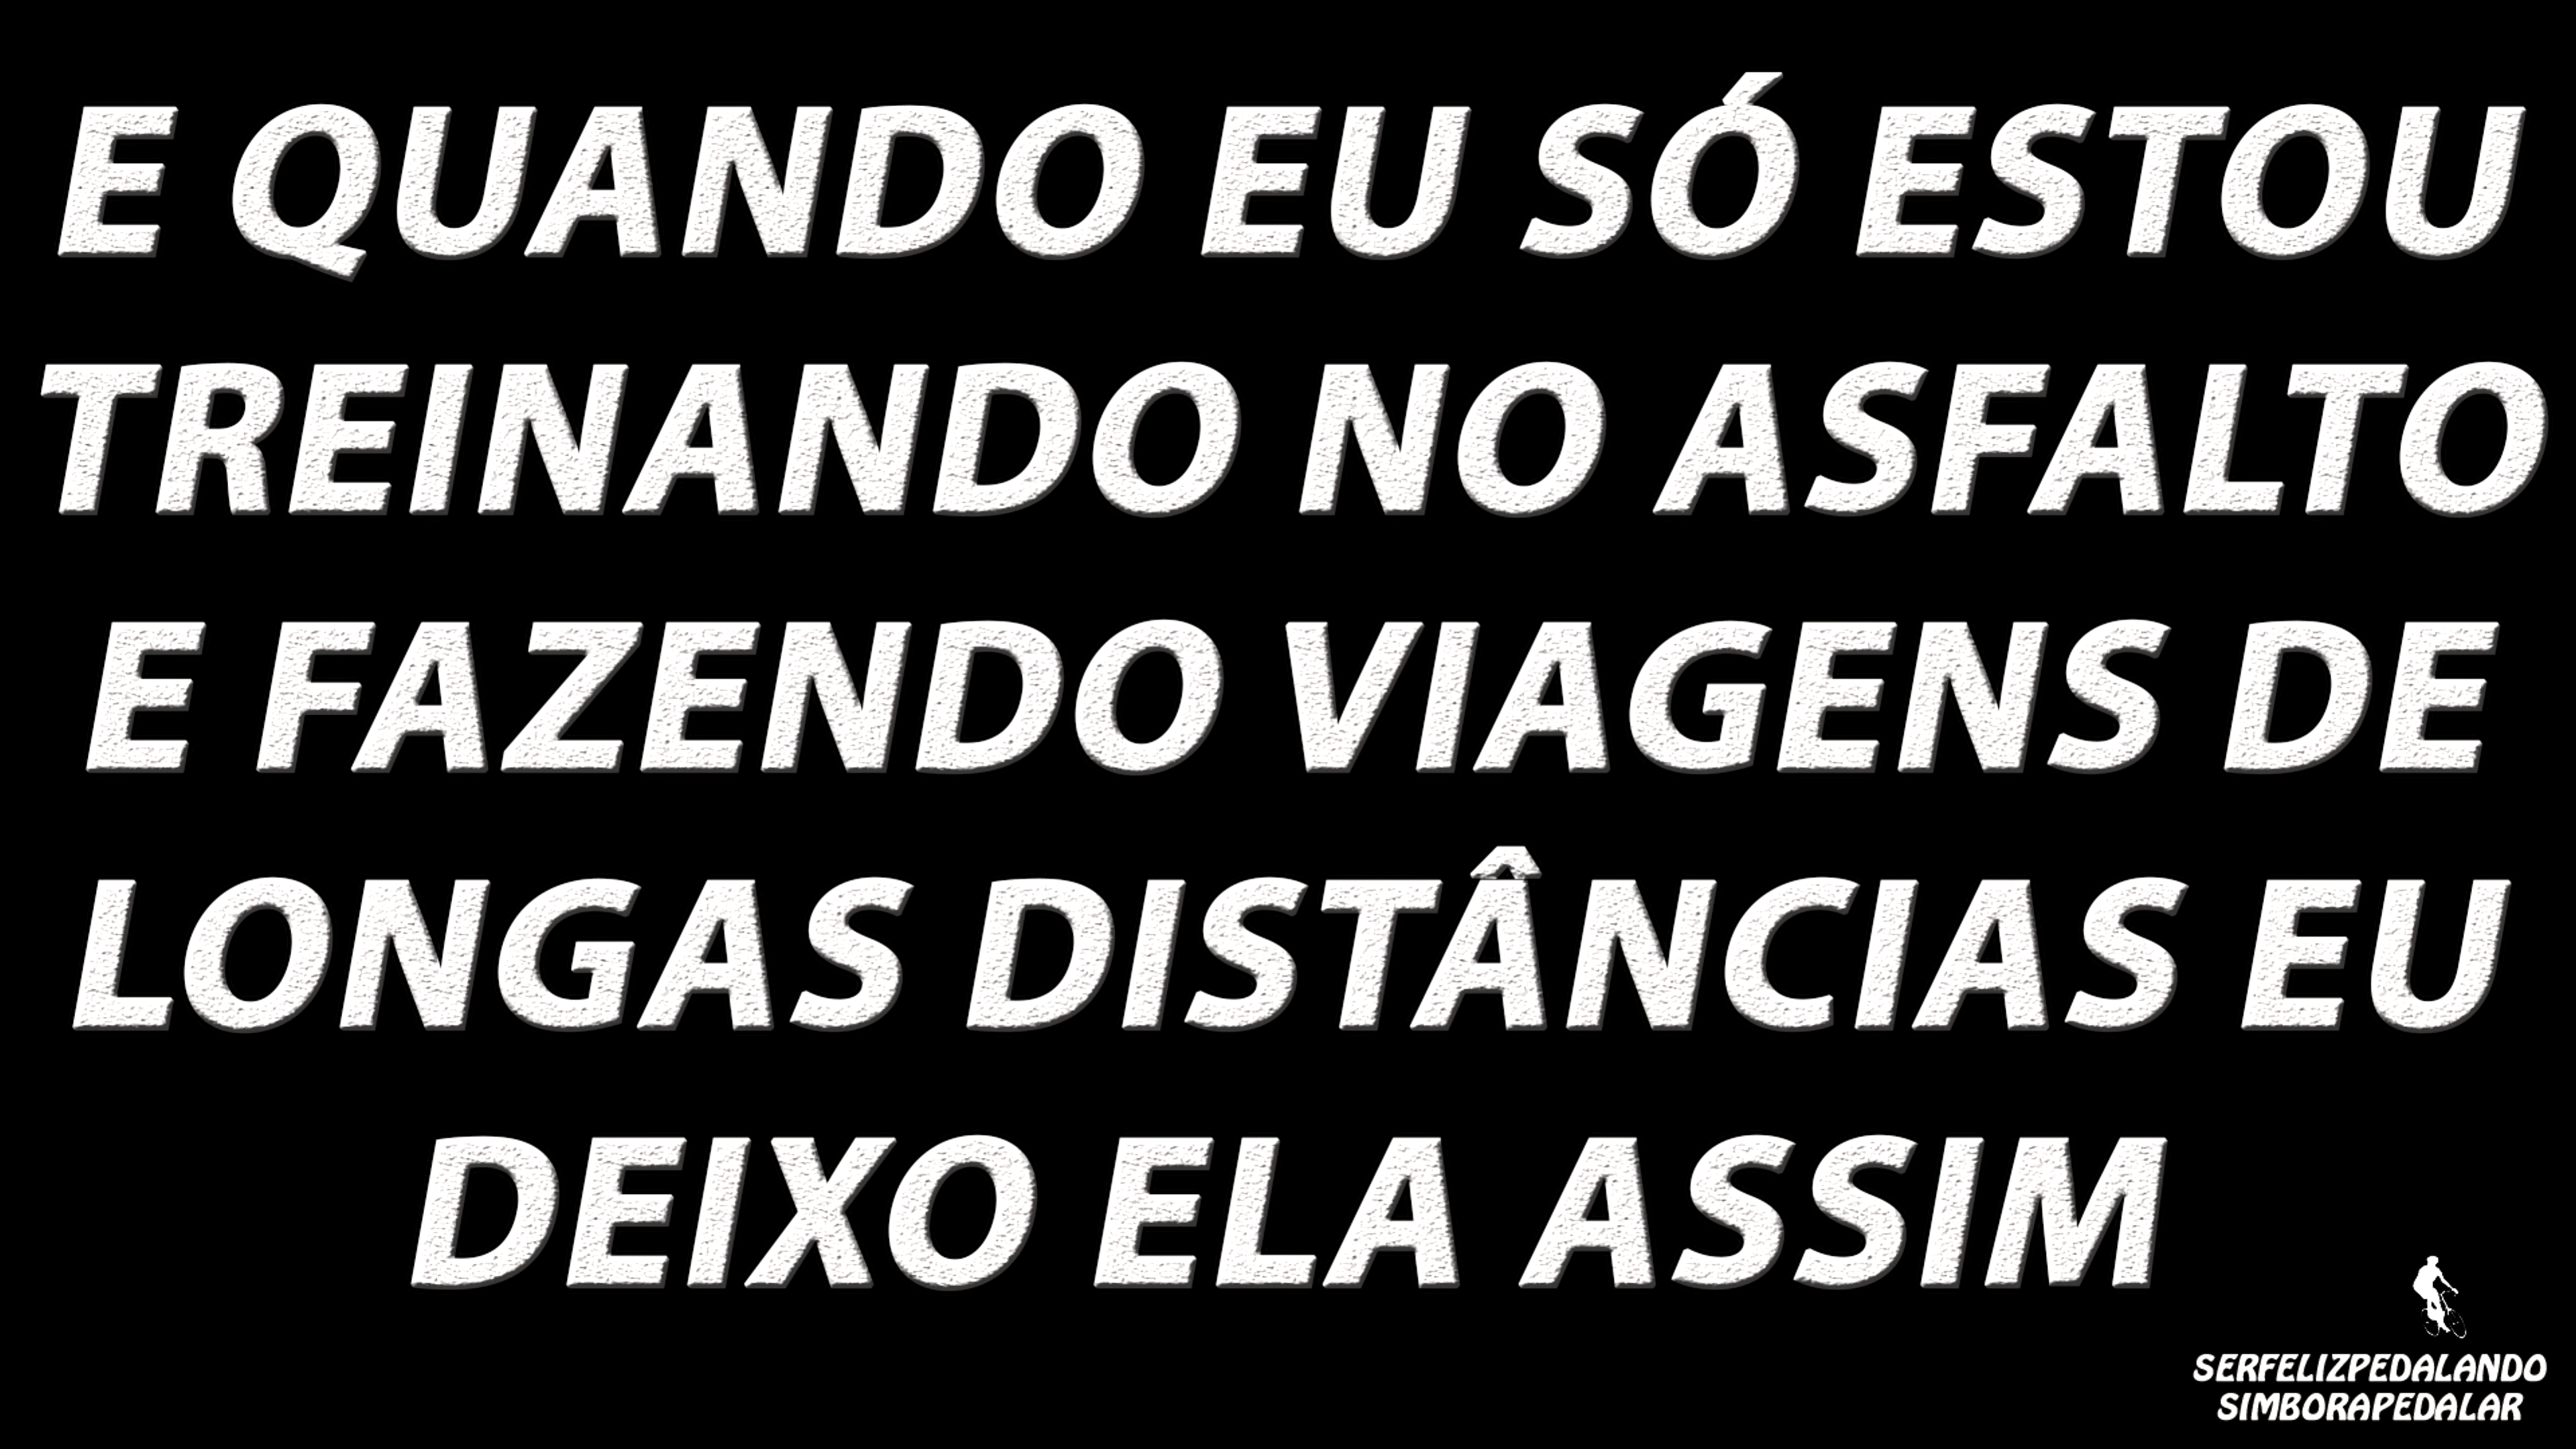 E QUANDO EU SÓ ESTOU
TREINANDO NO ASFALTO
E FAZENDO VIAGENS DE
LONGAS DISTÂNCIAS EU
DEIXO ELA ASSIM
SERFELIZPEDALANDO
SIMBORAPEDALAR